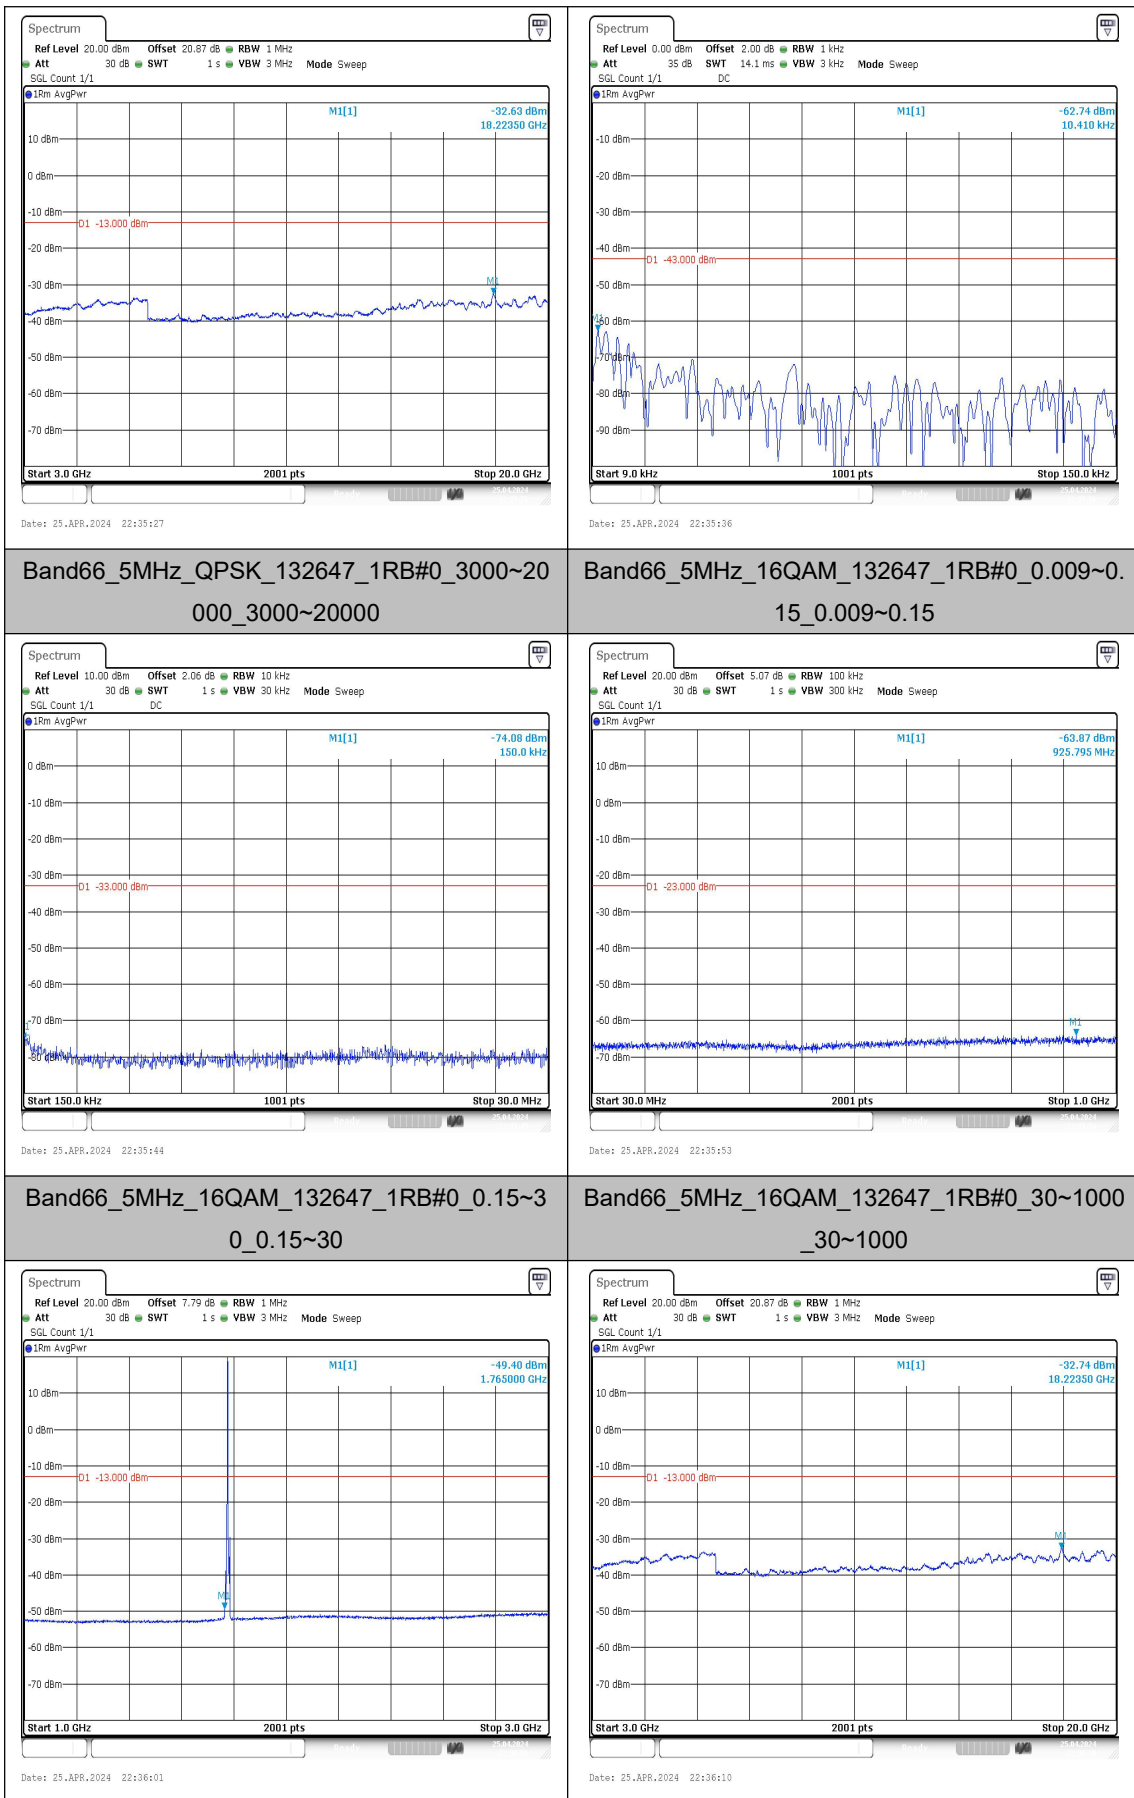 Spectrum
Ref Level 20.00 dBm Offset 20.87 dB RBW 1 MHz
Att 30 dB SWT 1 s VBW 3 MHz Mode Sweep
SGL Count 1/1
1Rm AvgPwr
M1[1] -32.63 dBm
18.22350 GHz
10 dBm
0 dBm
-10 dBm
D1 -13.000 dBm
-20 dBm
-30 dBm
M1
-40 dBm
-50 dBm
-60 dBm
-70 dBm
Start 3.0 GHz 2001 pts Stop 20.0 GHz
25.04.2024
Date: 25.APR.2024 22:35:27
Spectrum
Ref Level 0.00 dBm Offset 2.00 dB RBW 1 kHz
Att 35 dB SWT 14.1 ms VBW 3 kHz Mode Sweep
SGL Count 1/1 DC
1Rm AvgPwr
M1[1] -62.74 dBm
10.410 kHz
-10 dBm
-20 dBm
-30 dBm
-40 dBm
D1 -43.000 dBm
-50 dBm
M1
-60 dBm
-70 dBm
-80 dBm
-90 dBm
Start 9.0 kHz 1001 pts Stop 150.0 kHz
25.04.2024
Date: 25.APR.2024 22:35:36
Band66_5MHz_QPSK_132647_1RB#0_3000~20
000_3000~20000
Band66_5MHz_16QAM_132647_1RB#0_0.009~0.
15_0.009~0.15
Spectrum
Ref Level 10.00 dBm Offset 2.06 dB RBW 10 kHz
Att 30 dB SWT 1 s VBW 30 kHz Mode Sweep
SGL Count 1/1 DC
1Rm AvgPwr
M1[1] -74.08 dBm
150.0 kHz
0 dBm
-10 dBm
-20 dBm
-30 dBm
D1 -33.000 dBm
-40 dBm
-50 dBm
-60 dBm
-70 dBm
-80 dBm
Start 150.0 kHz 1001 pts Stop 30.0 MHz
25.04.2024
Date: 25.APR.2024 22:35:44
Spectrum
Ref Level 20.00 dBm Offset 5.07 dB RBW 100 kHz
Att 30 dB SWT 1 s VBW 300 kHz Mode Sweep
SGL Count 1/1
1Rm AvgPwr
M1[1] -63.87 dBm
925.795 MHz
10 dBm
0 dBm
-10 dBm
-20 dBm
D1 -23.000 dBm
-30 dBm
-40 dBm
-50 dBm
-60 dBm
M1
-70 dBm
Start 30.0 MHz 2001 pts Stop 1.0 GHz
25.04.2024
Date: 25.APR.2024 22:35:53
Band66_5MHz_16QAM_132647_1RB#0_0.15~3
0_0.15~30
Band66_5MHz_16QAM_132647_1RB#0_30~1000
_30~1000
Spectrum
Ref Level 20.00 dBm Offset 7.79 dB RBW 1 MHz
Att 30 dB SWT 1 s VBW 3 MHz Mode Sweep
SGL Count 1/1
1Rm AvgPwr
M1[1] -49.40 dBm
1.765000 GHz
10 dBm
0 dBm
-10 dBm
D1 -13.000 dBm
-20 dBm
-30 dBm
-40 dBm
M1
-50 dBm
-60 dBm
-70 dBm
Start 1.0 GHz 2001 pts Stop 3.0 GHz
25.04.2024
Date: 25.APR.2024 22:36:01
Spectrum
Ref Level 20.00 dBm Offset 20.87 dB RBW 1 MHz
Att 30 dB SWT 1 s VBW 3 MHz Mode Sweep
SGL Count 1/1
1Rm AvgPwr
M1[1] -32.74 dBm
18.22350 GHz
10 dBm
0 dBm
-10 dBm
D1 -13.000 dBm
-20 dBm
-30 dBm
M1
-40 dBm
-50 dBm
-60 dBm
-70 dBm
Start 3.0 GHz 2001 pts Stop 20.0 GHz
25.04.2024
Date: 25.APR.2024 22:36:10